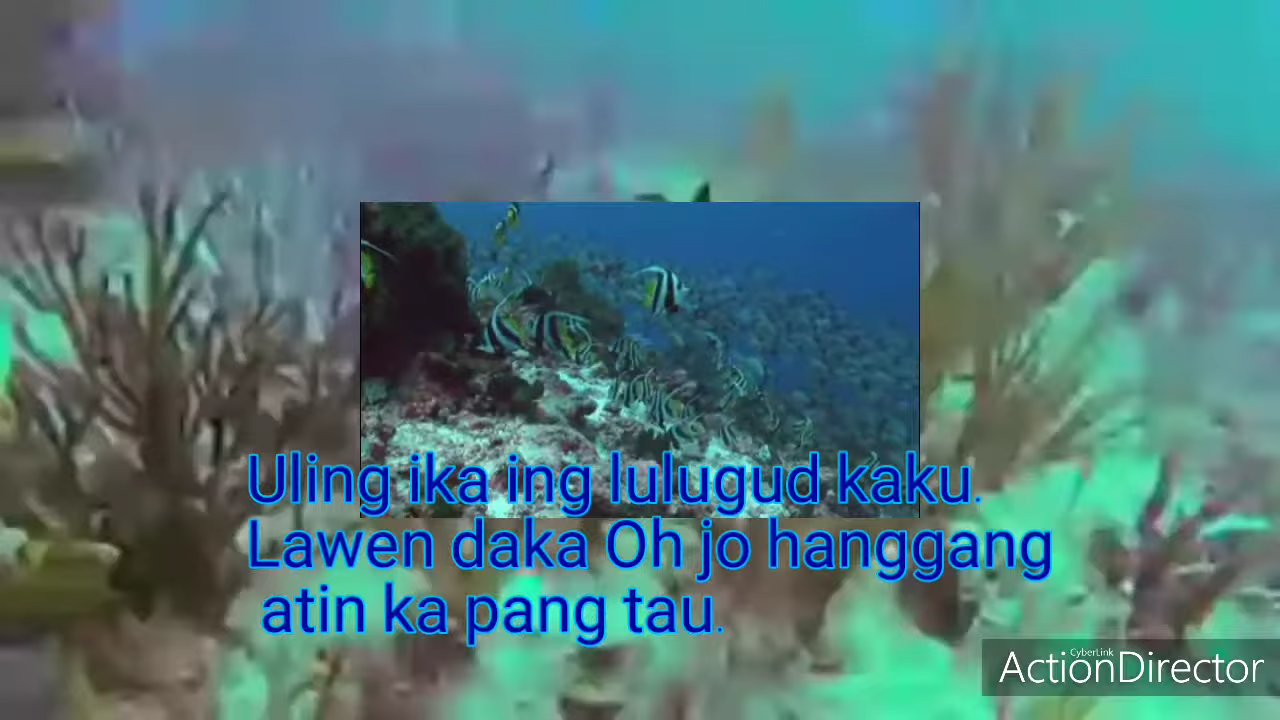 Uling ika ing lulugud kaku.
Lawen daka Oh jo hanggang
atin ka pang tau.
CyberLink
ActionDirector